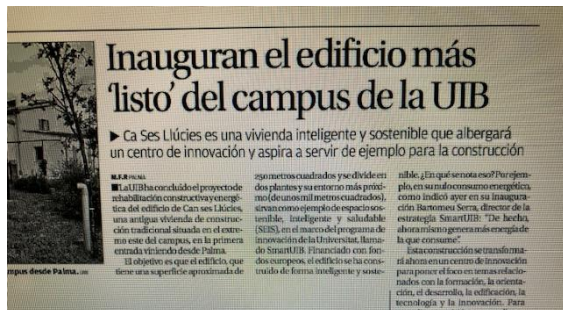 Inauguran el edificio más
'listo' del campus de la UIB
▶ Ca Ses Llúcies es una vivienda inteligente y sostenible que albergará
un centro de innovación y aspira a servir de ejemplo para la construcción
mpus desde Palma.
M.F.R PALMA
■ La UIB ha concluido el proyecto de
rehabilitación constructiva y energé-
tica del edificio de Can ses Llúcies,
una antigua vivienda de construc-
ción tradicional situada en el extre-
mo este del campus, en la primera
entrada viniendo desde Palma.
El objetivo es que el edificio, que
tiene una superficie aproximada de
250 metros cuadrados y se divide en
dos plantas y su entorno más próxi-
mo (de unos mil metros cuadrados),
sirvan como ejemplo de espacio sos-
tenible, inteligente y saludable
(SEIS), en el marco del programa de
innovación de la Universitat, llama-
do SmartUIB. Financiado con fon-
dos europeos, el edificio se ha cons-
truido de forma inteligente y soste-
nible. ¿En qué se nota eso? Por ejem-
plo, en su nulo consumo energético,
como indicó ayer en su inaugura-
ción Bartomeu Serra, director de la
estrategia SmartUIB: "De hecho,
ahora mismo genera más energía de
la que consume".
Esta construcción se transforma-
rá ahora en un centro de innovación
para poner el foco en temas relacio-
nados con la formación, la orienta-
ción, el desarrollo, la edificación, la
tecnología y la innovación. Para